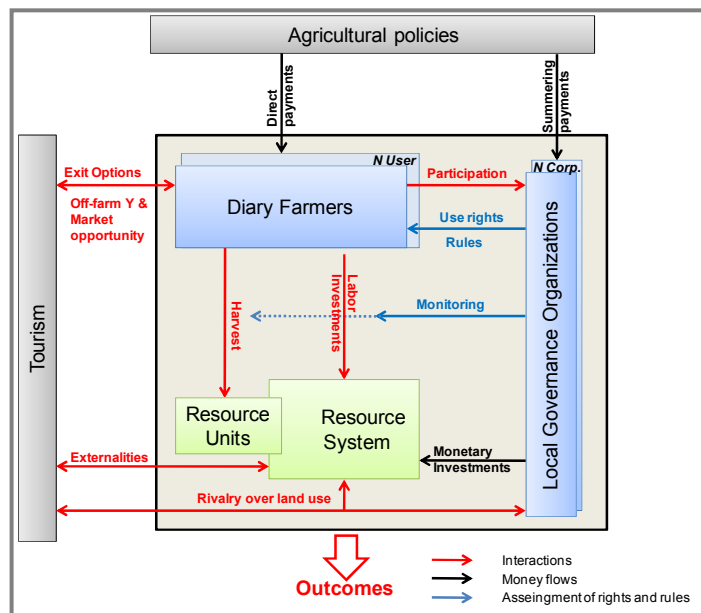 Agricultural policies
Direct
payments
Summering
payments
N User
N Corp.
Exit Options
Participation
Diary Farmers
Off-farm Y &
Market
opportunity
Use rights
Rules
Local Governance Organizations
Tourism
Harvest
Labor
Investments
Monitoring
Resource
Units
Resource
System
Externalities
Monetary
Investments
Rivalry over land use
Outcomes
Interactions
Money flows
Asseingment of rights and rules